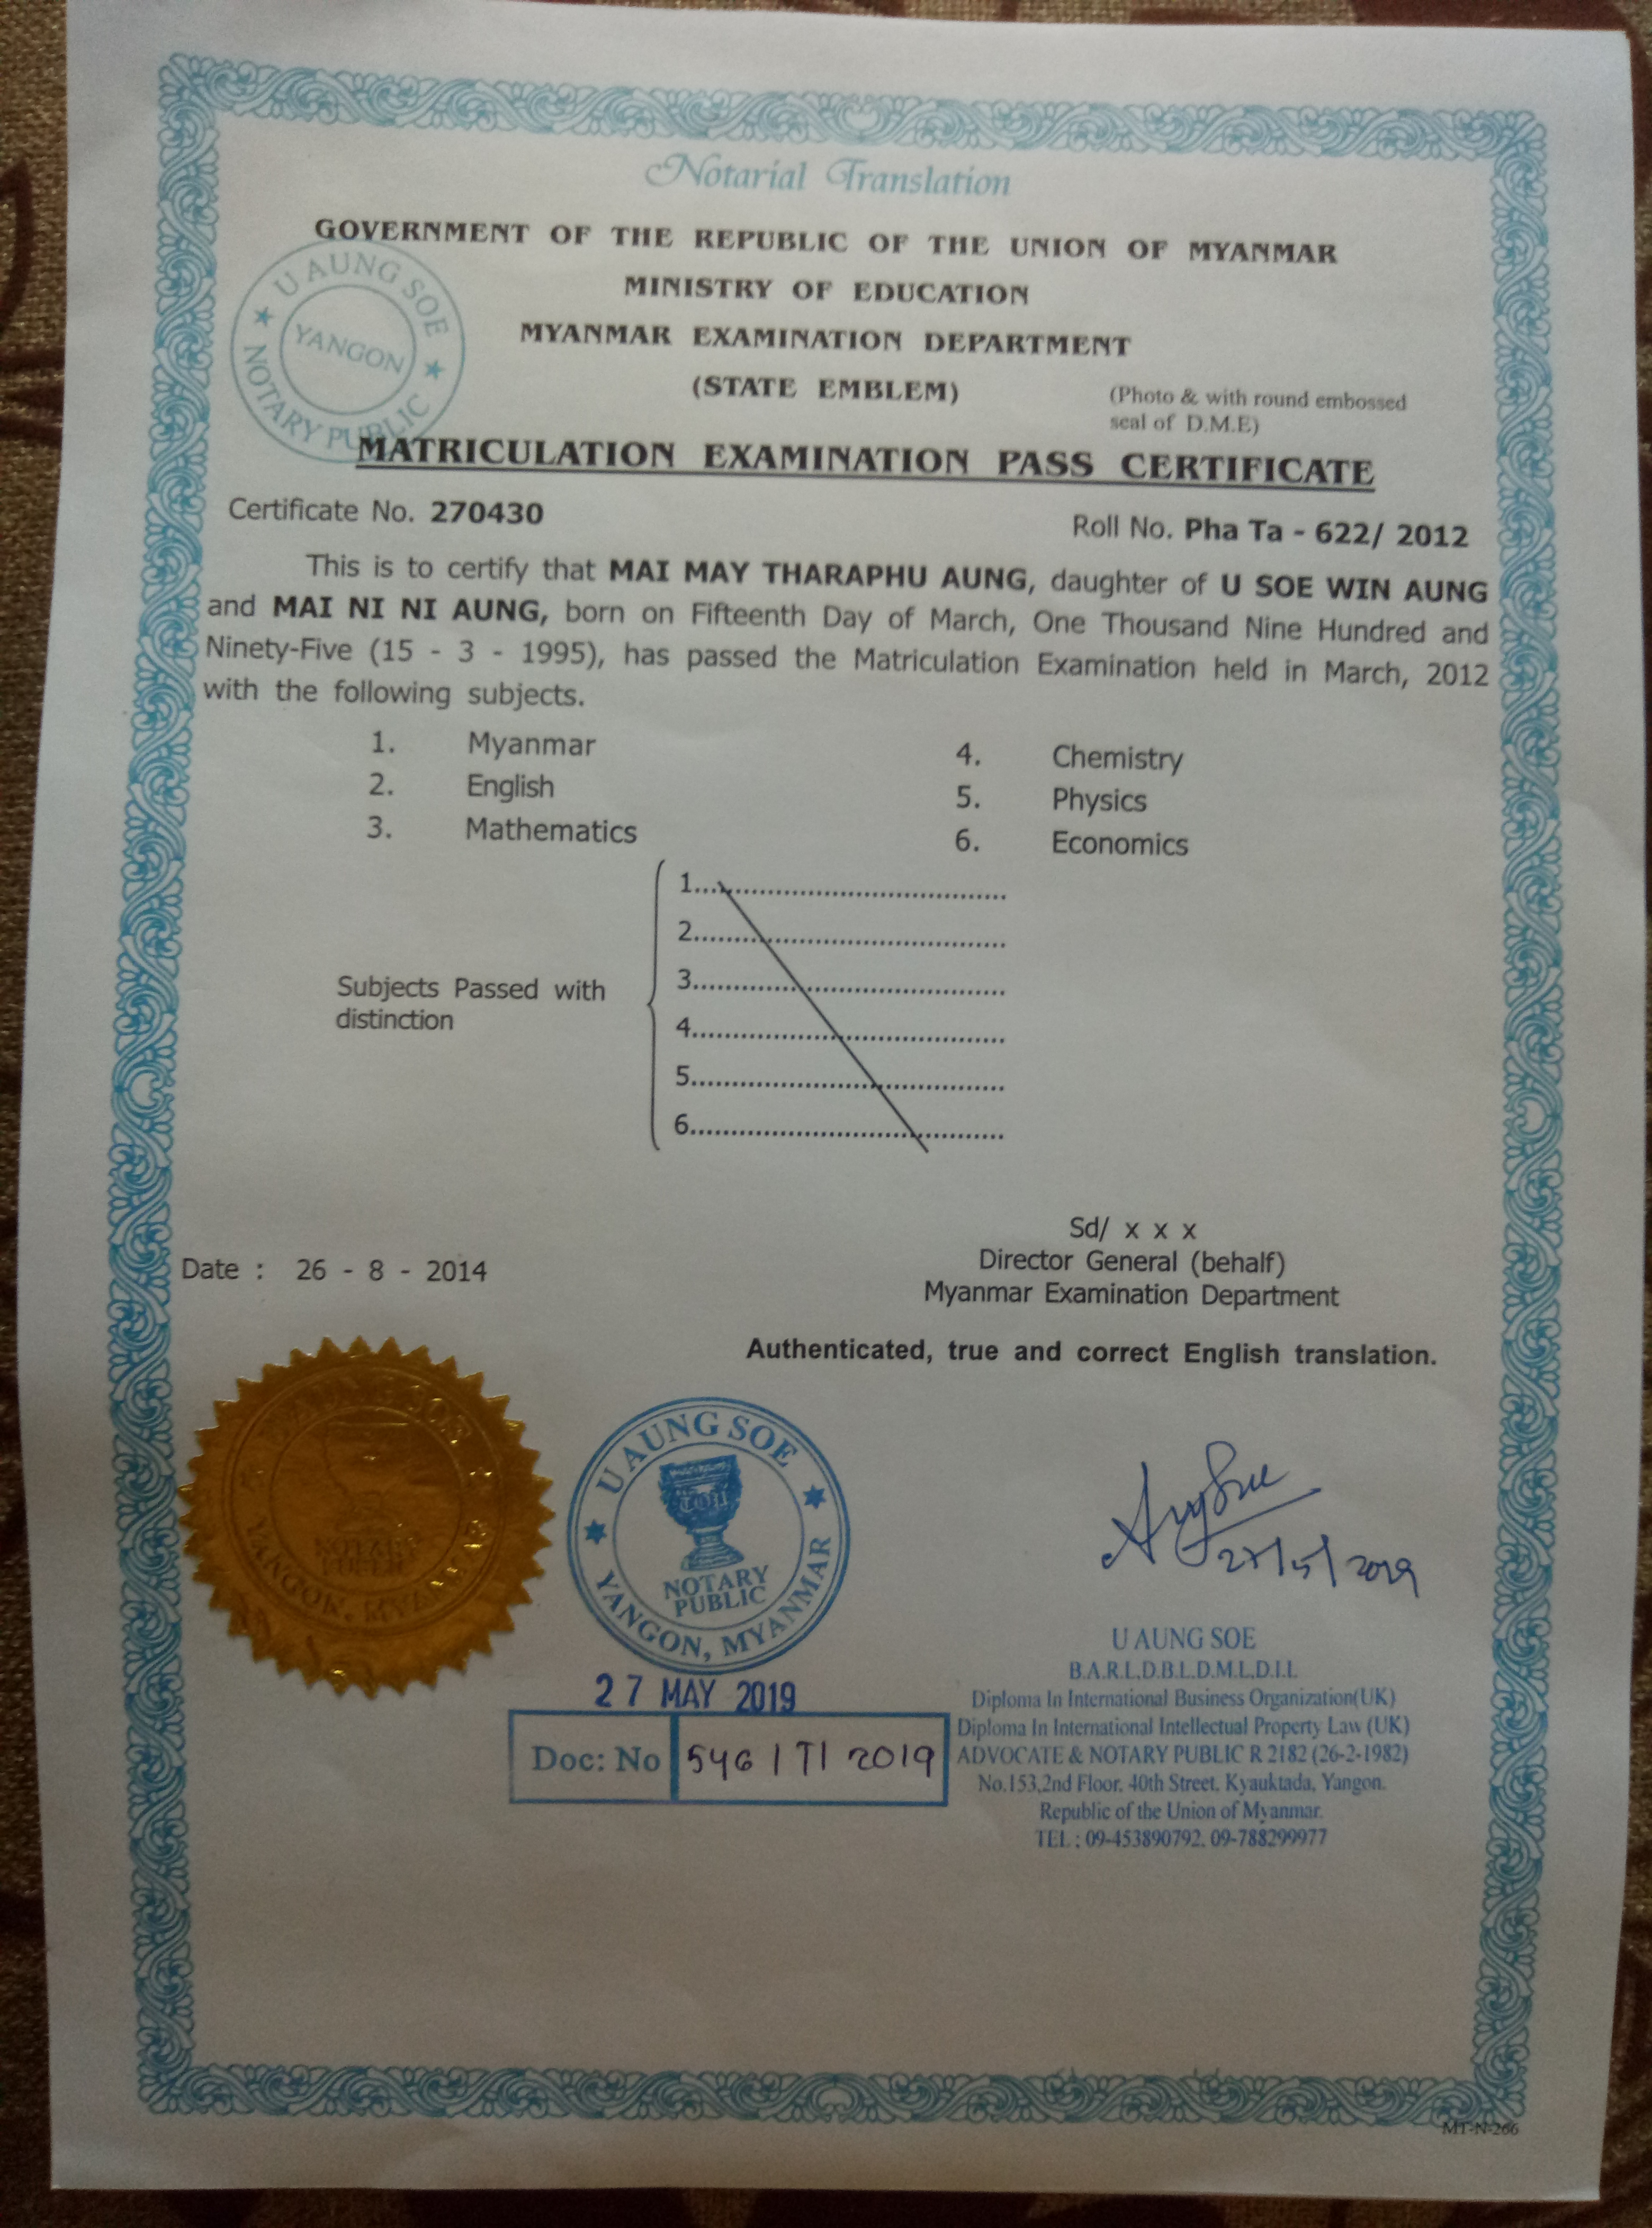 Notarial Translation
GOVERNMENT OF THE REPUBLIC OF THE UNION OF MYANMAR
MINISTRY OF EDUCATION
MYANMAR EXAMINATION DEPARTMENT
(STATE EMBLEM)
(Photo & with round embossed
seal of D.M.E)
U AUNG SOE
YANGON
NOTARY PUBLIC
MATRICULATION EXAMINATION PASS CERTIFICATE
Certificate No. 270430
Roll No. Pha Ta - 622/ 2012
This is to certify that MAI MAY THARAPHU AUNG, daughter of U SOE WIN AUNG
and MAI NI NI AUNG, born on Fifteenth Day of March, One Thousand Nine Hundred and
Ninety-Five (15 - 3 - 1995), has passed the Matriculation Examination held in March, 2012
with the following subjects.
1. Myanmar
2. English
3. Mathematics
4. Chemistry
5. Physics
6. Economics
Subjects Passed with
distinction
1..........................................
2..........................................
3..........................................
4..........................................
5..........................................
6..........................................
Sd/ x x x
Director General (behalf)
Myanmar Examination Department
Date : 26 - 8 - 2014
Authenticated, true and correct English translation.
U AUNG SOE
NOTARY
PUBLIC
YANGON, MYANMAR
U AUNG SOE
NOTARY
PUBLIC
YANGON, MYANMAR
27 MAY 2019
Doc: No 546 / T / 2019
27/5/2019
U AUNG SOE
B.A.R.L,D.B.L,D.M.L,D.I.L
Diploma In International Business Organization(UK)
Diploma In International Intellectual Property Law (UK)
ADVOCATE & NOTARY PUBLIC R 2182 (26-2-1982)
No.153,2nd Floor, 40th Street, Kyauktada, Yangon.
Republic of the Union of Myanmar.
TEL : 09-453890792, 09-788299977
MT-N-266